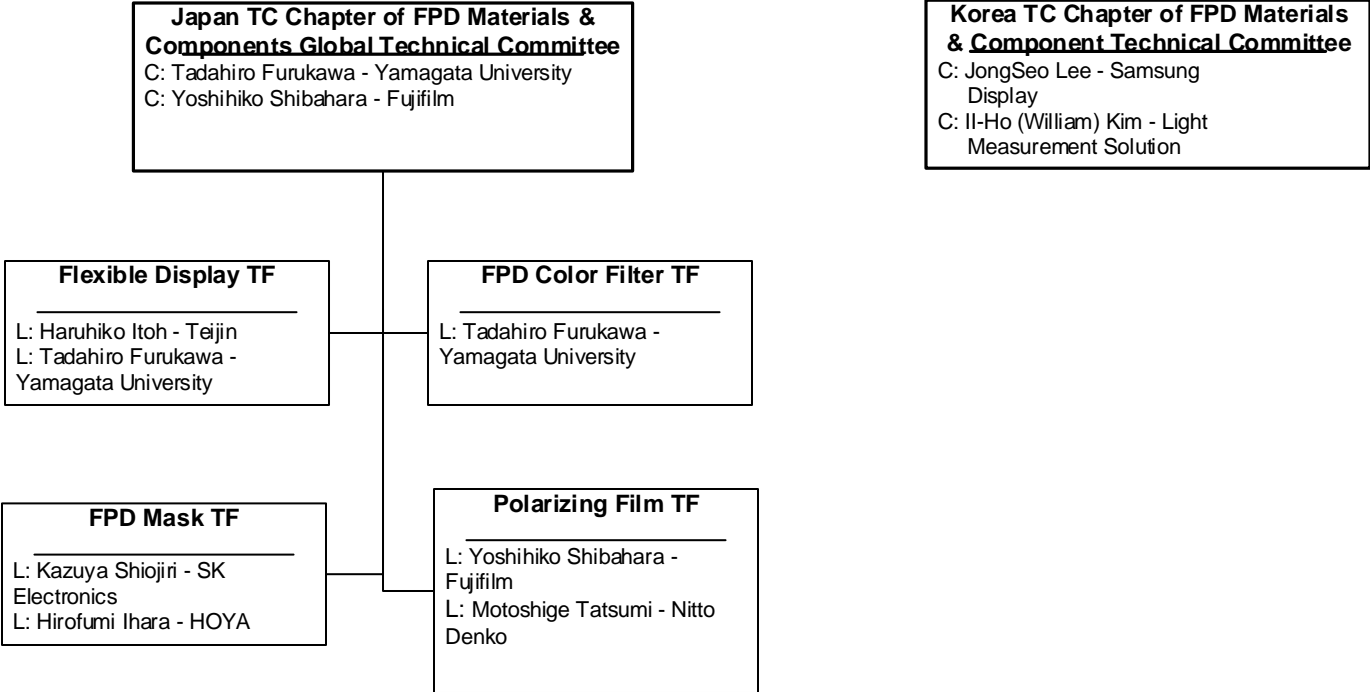 Japan TC Chapter of FPD Materials &
Components Global Technical Committee
C: Tadahiro Furukawa - Yamagata University
C: Yoshihiko Shibahara - Fujifilm
Korea TC Chapter of FPD Materials
& Component Technical Committee
C: JongSeo Lee - Samsung
Display
C: Il-Ho (William) Kim - Light
Measurement Solution
Flexible Display TF
L: Haruhiko Itoh - Teijin
L: Tadahiro Furukawa -
Yamagata University
FPD Color Filter TF
L: Tadahiro Furukawa -
Yamagata University
FPD Mask TF
L: Kazuya Shiojiri - SK
Electronics
L: Hirofumi Ihara - HOYA
Polarizing Film TF
L: Yoshihiko Shibahara -
Fujifilm
L: Motoshige Tatsumi - Nitto
Denko